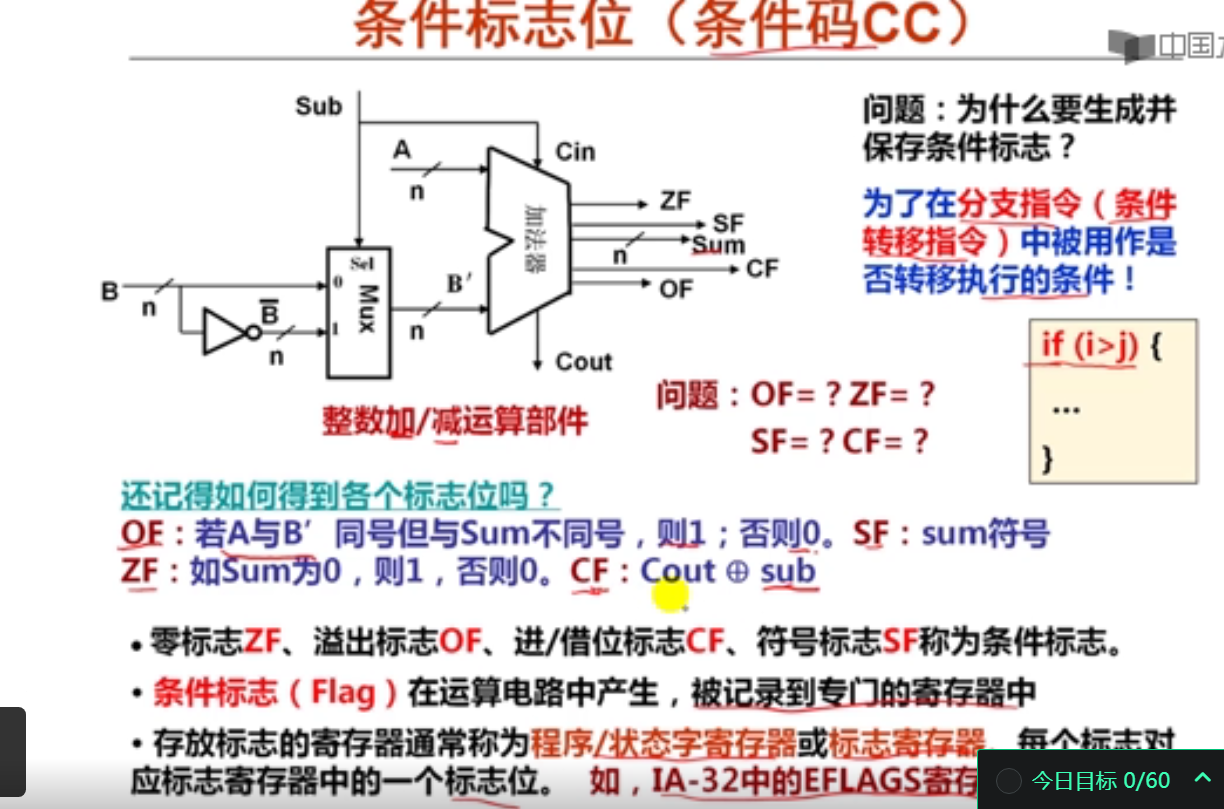 条件标志位（条件码CC）
中国
Sub
A
n
Cin
ZF
SF
n
Sum
CF
OF
B
n
B
n
Sel
0
Mux
1
B′
n
加法器
Cout
整数加/减运算部件
问题：为什么要生成并
保存条件标志？
为了在分支指令（条件
转移指令）中被用作是
否转移执行的条件！
if (i>j) {
...
}
问题：OF=？ZF=？
SF=？CF=？
还记得如何得到各个标志位吗？
OF：若A与B′ 同号但与Sum不同号，则1；否则0。SF：sum符号
ZF：如Sum为0，则1，否则0。CF：Cout ⊕ sub
• 零标志ZF、溢出标志OF、进/借位标志CF、符号标志SF称为条件标志。
• 条件标志（Flag）在运算电路中产生，被记录到专门的寄存器中
• 存放标志的寄存器通常称为程序/状态字寄存器或标志寄存器。每个标志对
应标志寄存器中的一个标志位。 如，IA-32中的EFLAGS寄存
今日目标 0/60